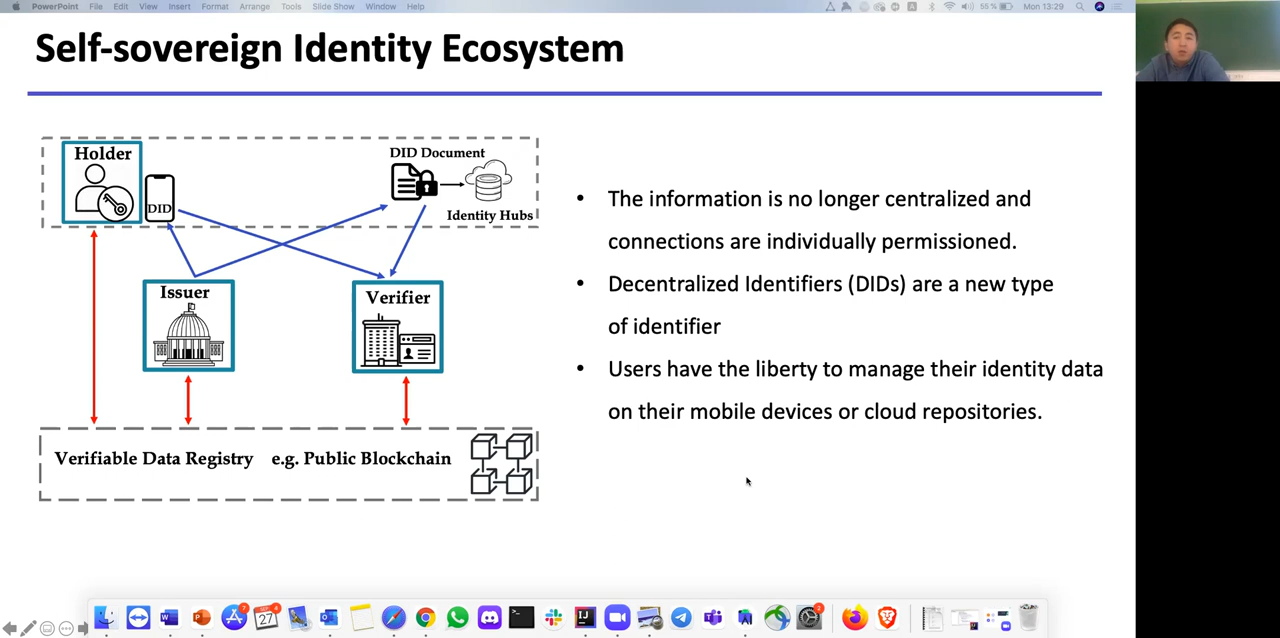 PowerPoint File Edit View Insert Format Arrange Tools Slide Show Window Help
55 % Mon 13:29
Self-sovereign Identity Ecosystem
Holder
DID
DID Document
Identity Hubs
Issuer
Verifier
Verifiable Data Registry e.g. Public Blockchain
• The information is no longer centralized and
connections are individually permissioned.
• Decentralized Identifiers (DIDs) are a new type
of identifier
• Users have the liberty to manage their identity data
on their mobile devices or cloud repositories.